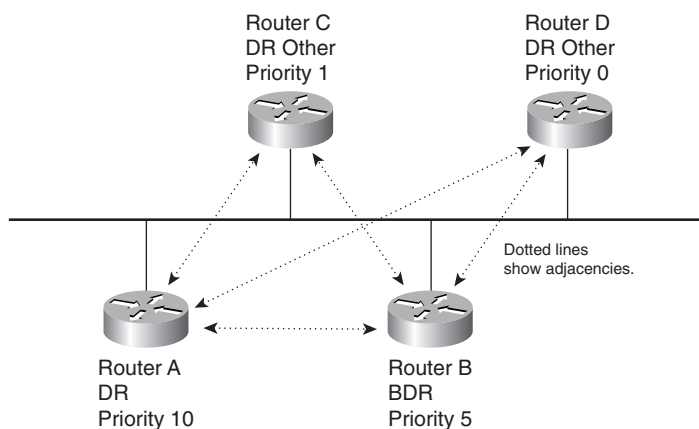 Router C
DR Other
Priority 1
Router D
DR Other
Priority 0
Dotted lines
show adjacencies.
Router A
DR
Priority 10
Router B
BDR
Priority 5